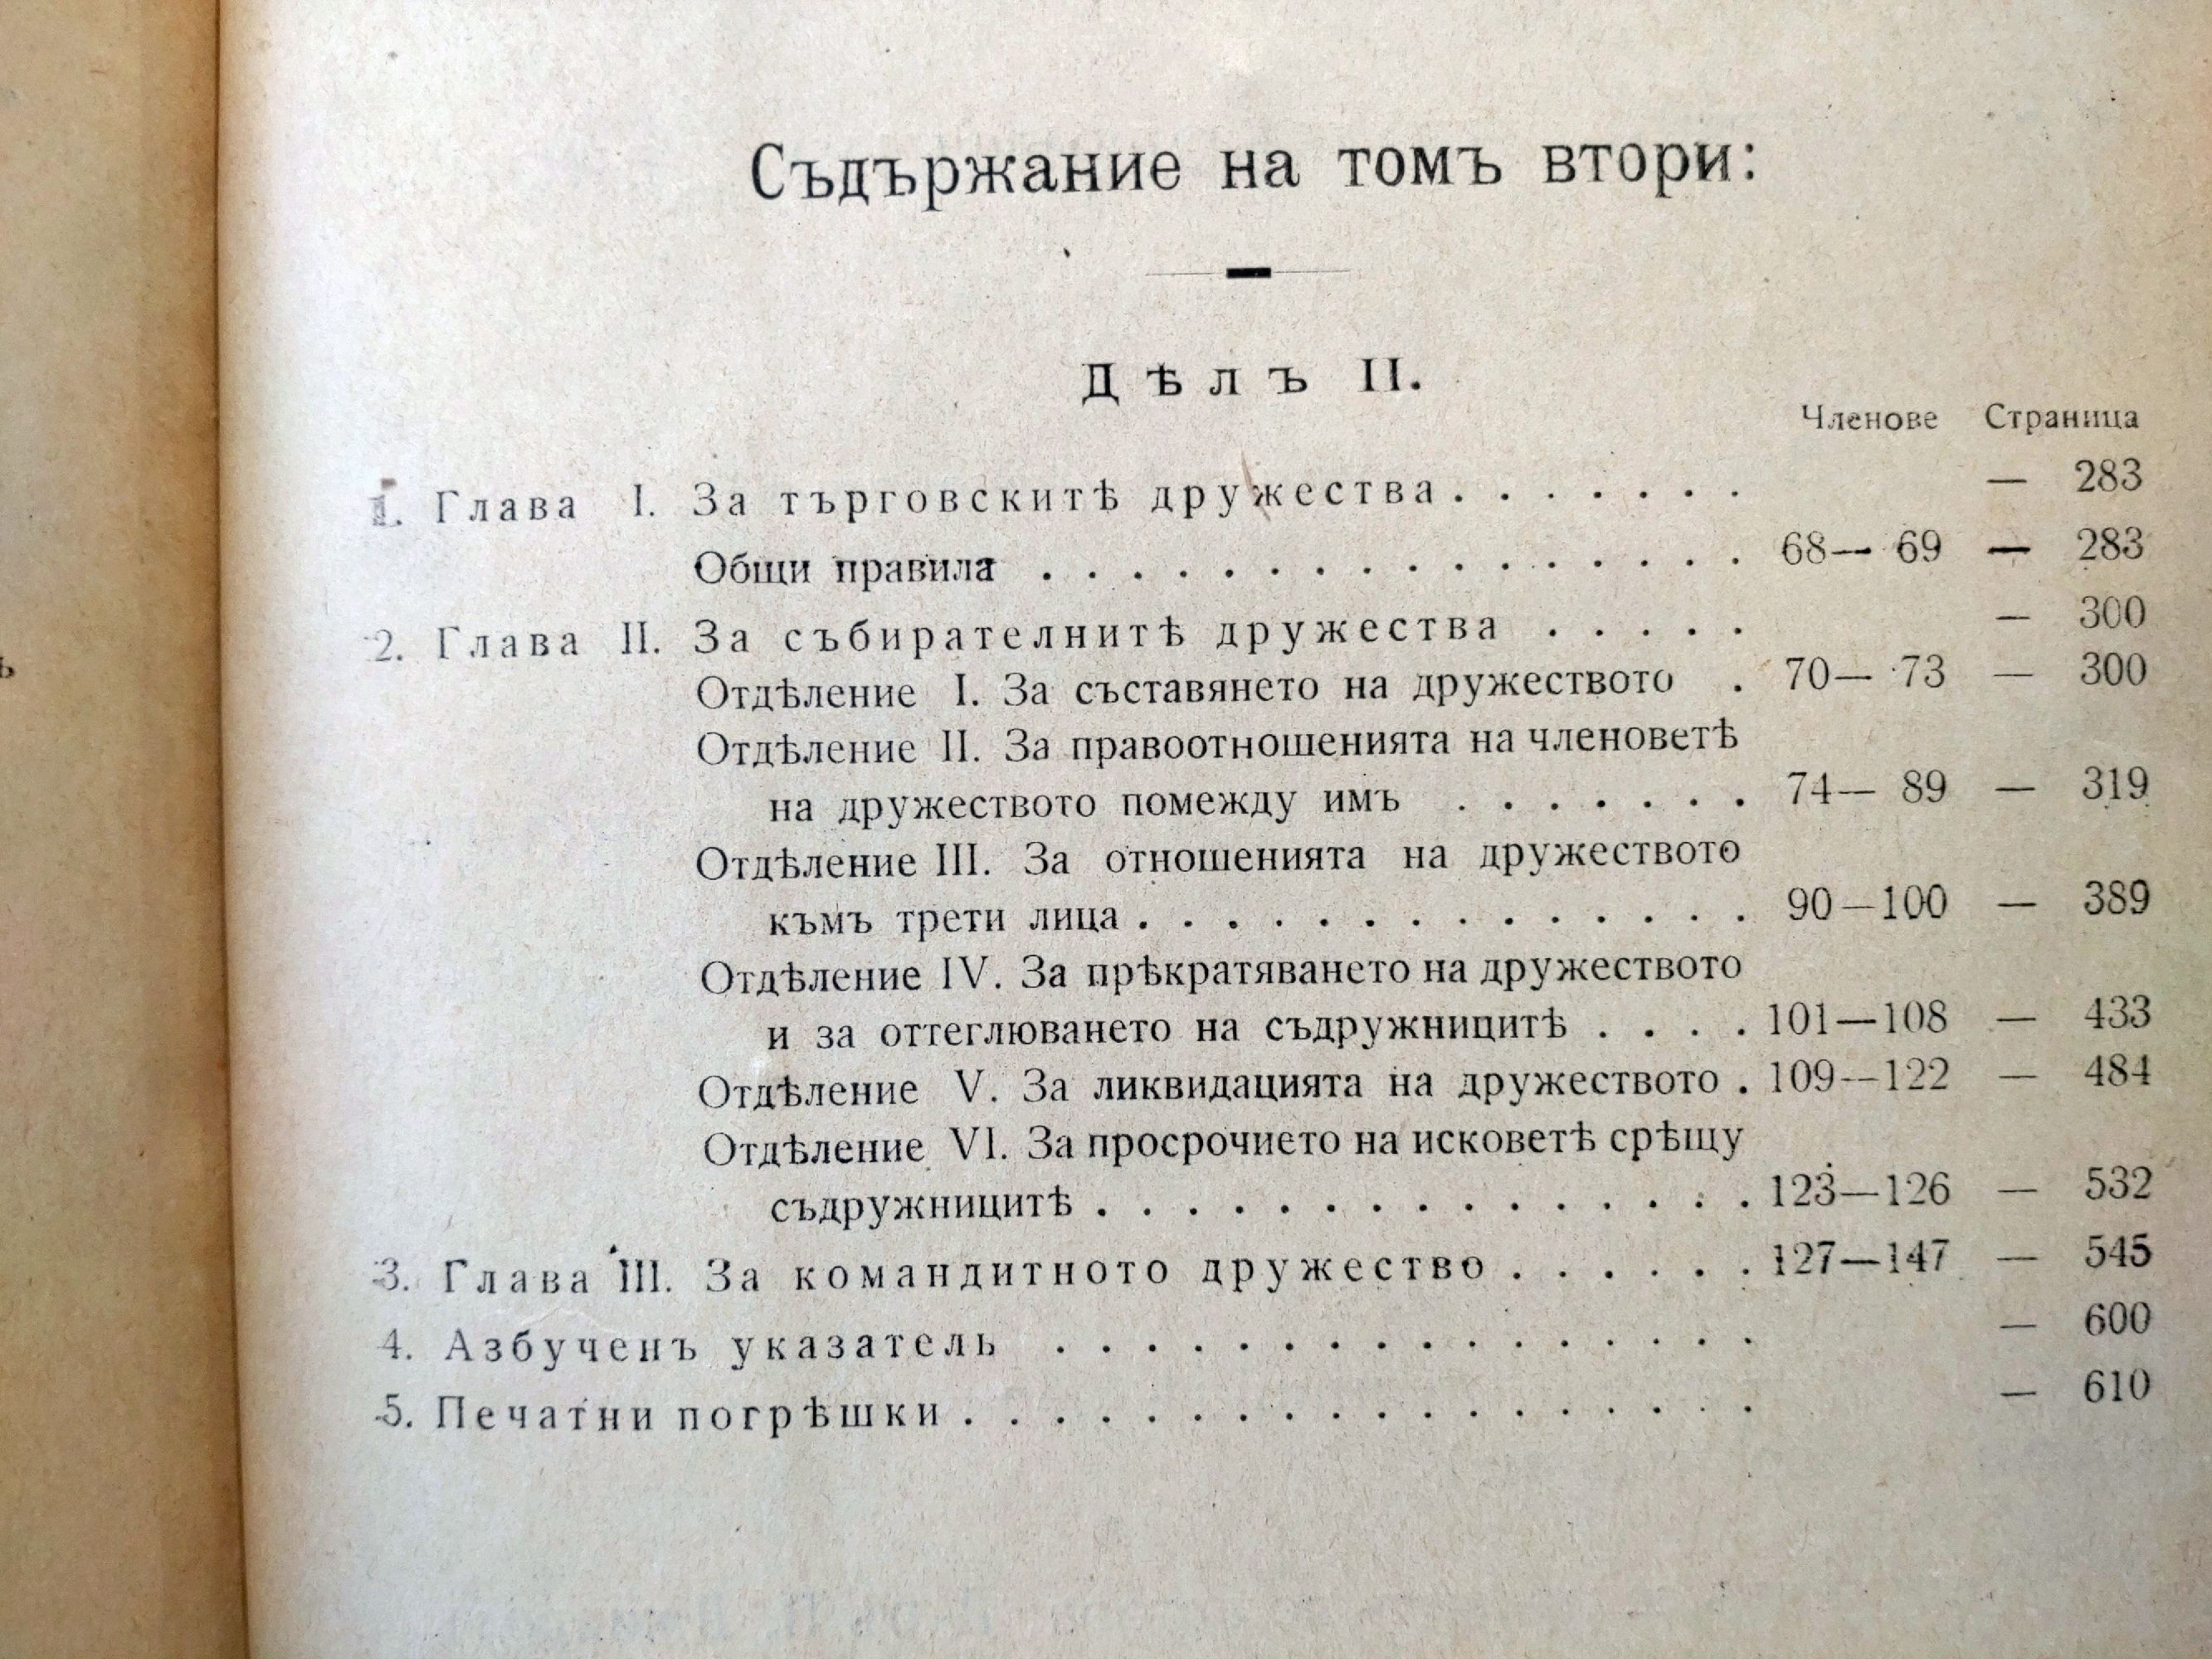 Съдържание на томъ втори:
Дѣлъ II.
Членове Страница
1. Глава I. За търговскитѣ дружества . . . . . . . — 283
Общи правила . . . . . . . . . . . . . . . . 68— 69 — 283
2. Глава II. За събирателнитѣ дружества . . . . . — 300
Отдѣление I. За съставянето на дружеството . 70— 73 — 300
Отдѣление II. За правоотношенията на членоветѣ
на дружеството помежду имъ . . . . . . . 74— 89 — 319
Отдѣление III. За отношенията на дружеството
къмъ трети лица . . . . . . . . . . . . . . 90—100 — 389
Отдѣление IV. За прѣкратяването на дружеството
и за оттеглюването на съдружницитѣ . . . . 101—108 — 433
Отдѣление V. За ликвидацията на дружеството . 109—122 — 484
Отдѣление VI. За просрочието на исковетѣ срѣщу
съдружницитѣ . . . . . . . . . . . . . . . 123—126 — 532
3. Глава III. За командитното дружество . . . . . . 127—147 — 545
4. Азбученъ указатель . . . . . . . . . . . . . . . . — 600
5. Печатни погрѣшки . . . . . . . . . . . . . . . . . . — 610